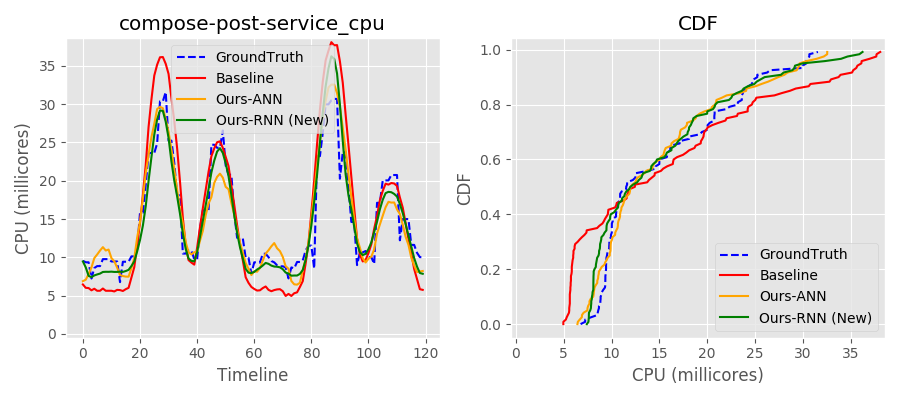 compose-post-service_cpu
CPU (millicores)
35
30
25
20
15
10
5
0
GroundTruth
Baseline
Ours-ANN
Ours-RNN (New)
0 20 40 60 80 100 120
Timeline
CDF
CDF
1.0
0.8
0.6
0.4
0.2
0.0
GroundTruth
Baseline
Ours-ANN
Ours-RNN (New)
0 5 10 15 20 25 30 35
CPU (millicores)